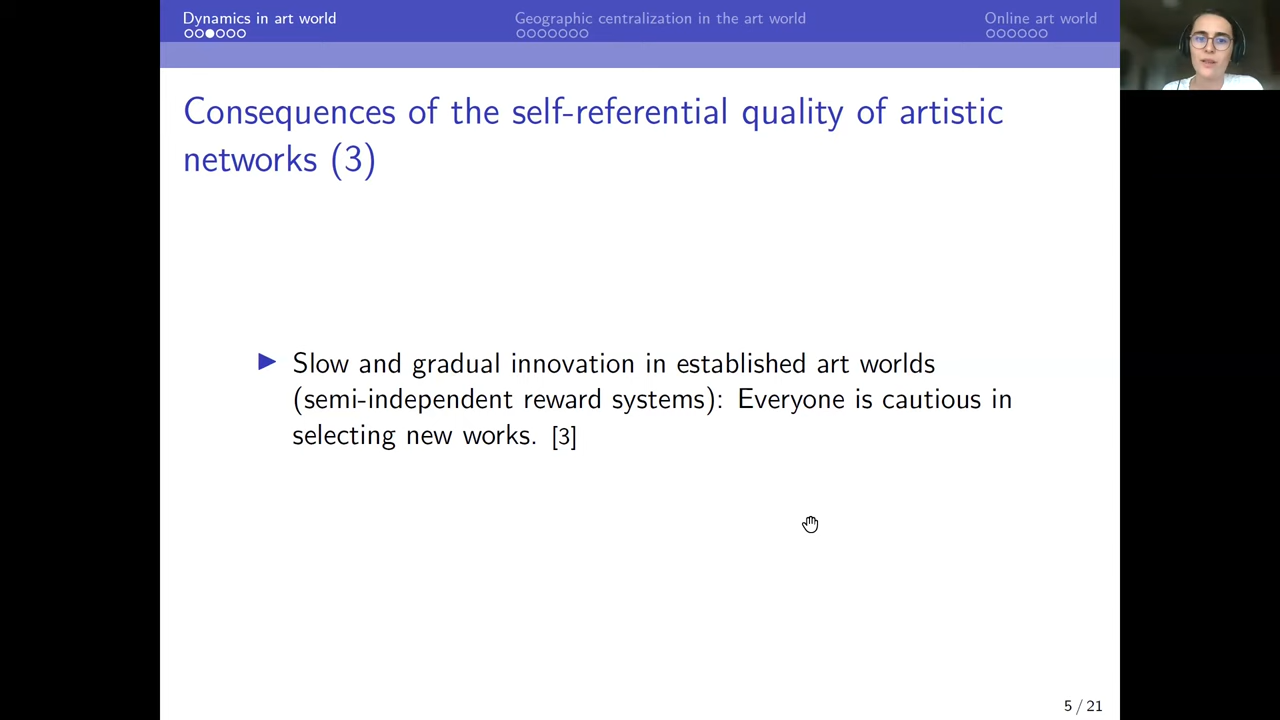 Dynamics in art world
Geographic centralization in the art world
Online art world
Consequences of the self-referential quality of artistic
networks (3)
Slow and gradual innovation in established art worlds
(semi-independent reward systems): Everyone is cautious in
selecting new works. [3]
5 / 21